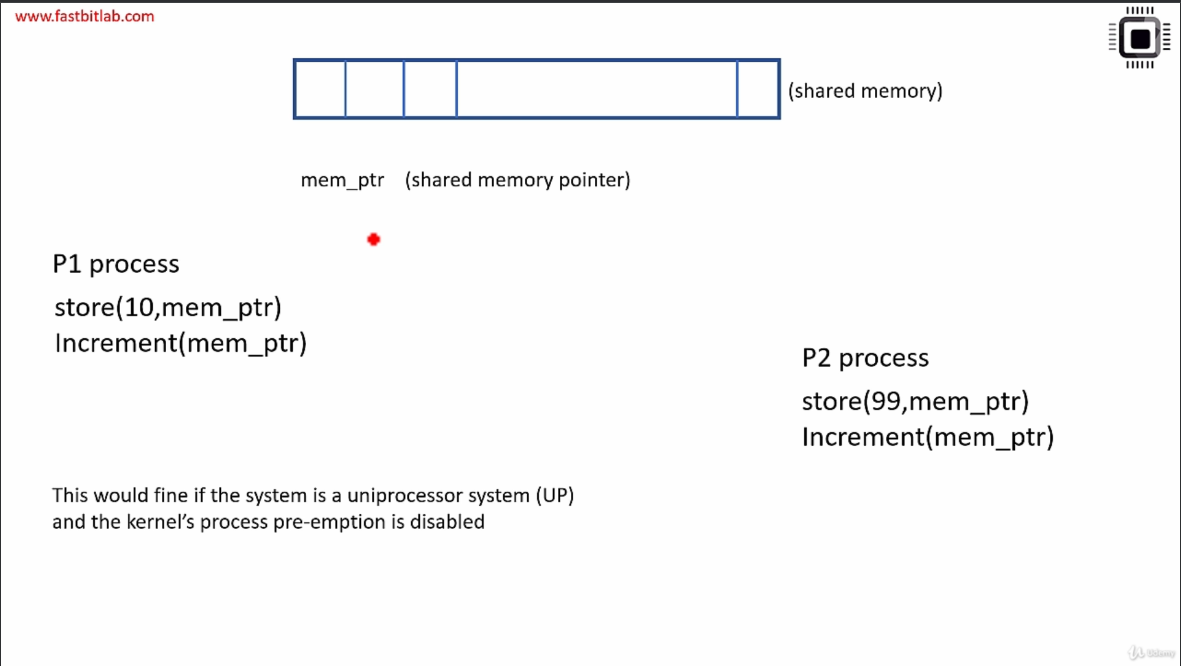 www.fastbitlab.com
(shared memory)
mem_ptr (shared memory pointer)
P1 process
store(10,mem_ptr)
Increment(mem_ptr)
P2 process
store(99,mem_ptr)
Increment(mem_ptr)
This would fine if the system is a uniprocessor system (UP)
and the kernel’s process pre-emption is disabled
Udemy